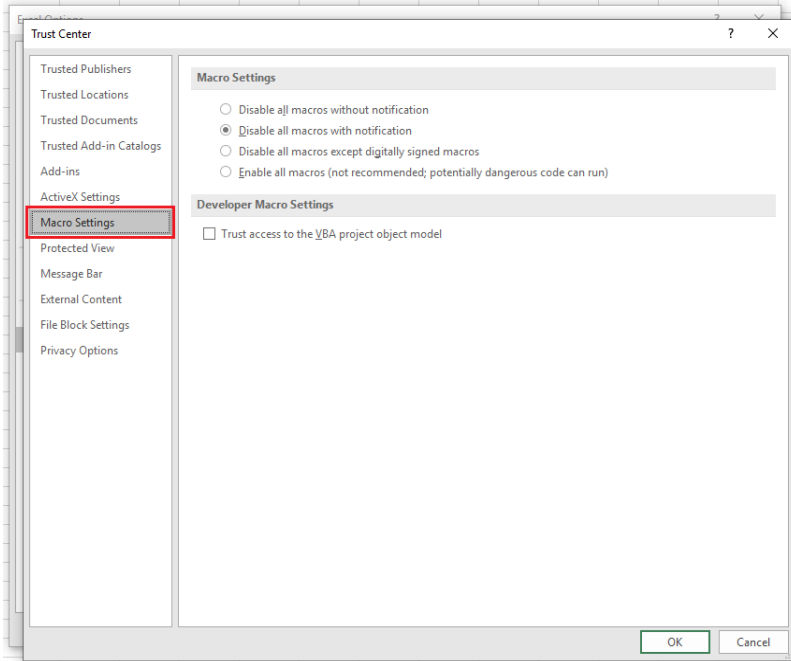 Excel Options
? ×
Trust Center
? ×
Trusted Publishers
Trusted Locations
Trusted Documents
Trusted Add-in Catalogs
Add-ins
ActiveX Settings
Macro Settings
Protected View
Message Bar
External Content
File Block Settings
Privacy Options
Macro Settings
Disable all macros without notification
Disable all macros with notification
Disable all macros except digitally signed macros
Enable all macros (not recommended; potentially dangerous code can run)
Developer Macro Settings
Trust access to the VBA project object model
OK
Cancel